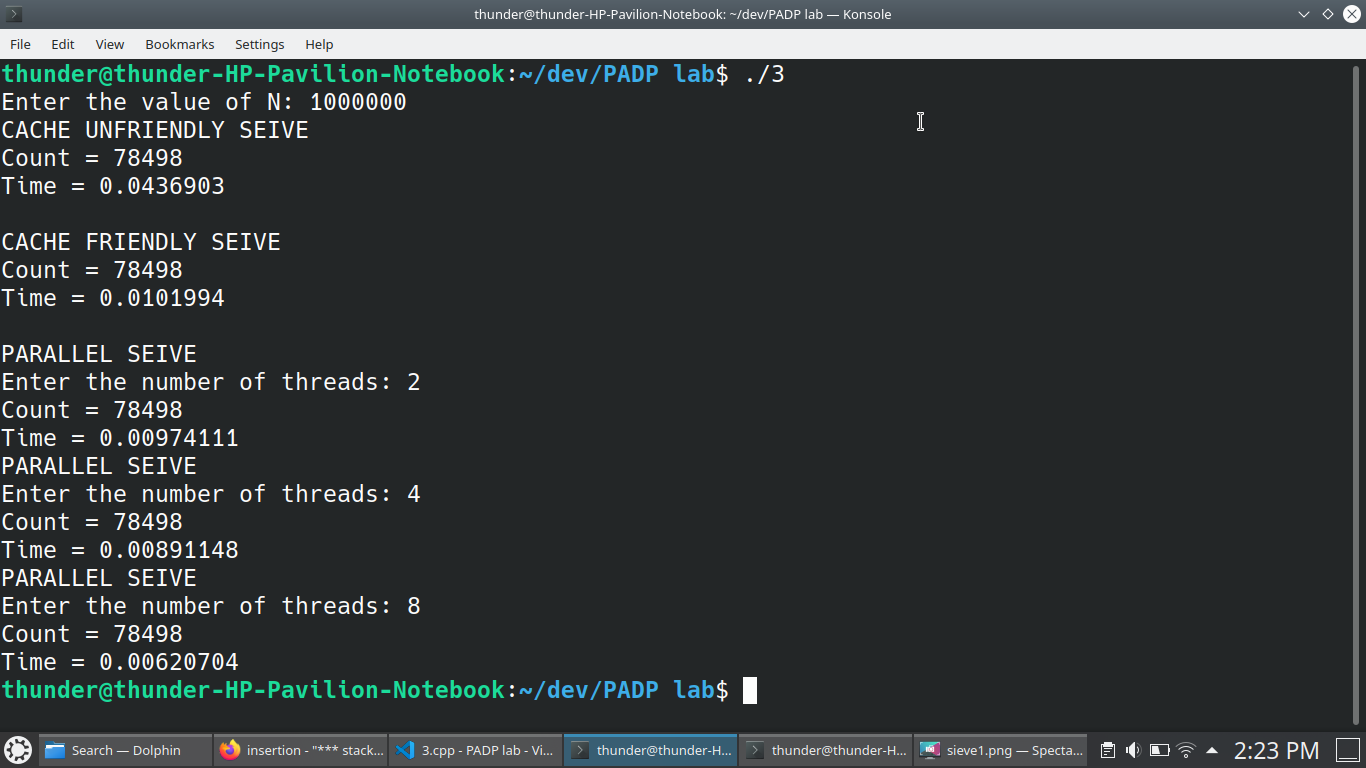 thunder@thunder-HP-Pavilion-Notebook: ~/dev/PADP lab — Konsole
File Edit View Bookmarks Settings Help
thunder@thunder-HP-Pavilion-Notebook:~/dev/PADP lab$ ./3
Enter the value of N: 1000000
CACHE UNFRIENDLY SEIVE
Count = 78498
Time = 0.0436903
CACHE FRIENDLY SEIVE
Count = 78498
Time = 0.0101994
PARALLEL SEIVE
Enter the number of threads: 2
Count = 78498
Time = 0.00974111
PARALLEL SEIVE
Enter the number of threads: 4
Count = 78498
Time = 0.00891148
PARALLEL SEIVE
Enter the number of threads: 8
Count = 78498
Time = 0.00620704
thunder@thunder-HP-Pavilion-Notebook:~/dev/PADP lab$
Search — Dolphin insertion - "*** stack... 3.cpp - PADP lab - Vi... thunder@thunder-H... thunder@thunder-H... sieve1.png — Specta... 2:23 PM